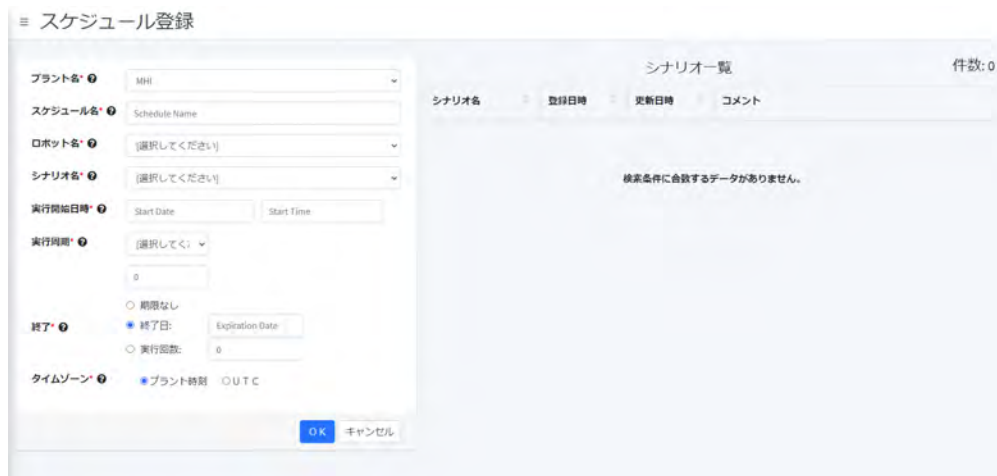 ≡ スケジュール登録
プラント名* ?
MHI
スケジュール名* ?
Schedule Name
ロボット名* ?
[選択してください]
シナリオ名* ?
[選択してください]
実行開始日時* ?
Start Date
Start Time
実行周期* ?
[選択してく
0
期限なし
終了* ?
終了日:
Expiration Date
実行回数:
0
タイムゾーン* ?
プラント時刻
UTC
OK
キャンセル
シナリオ一覧
件数: 0
シナリオ名
登録日時
更新日時
コメント
検索条件に合致するデータがありません。